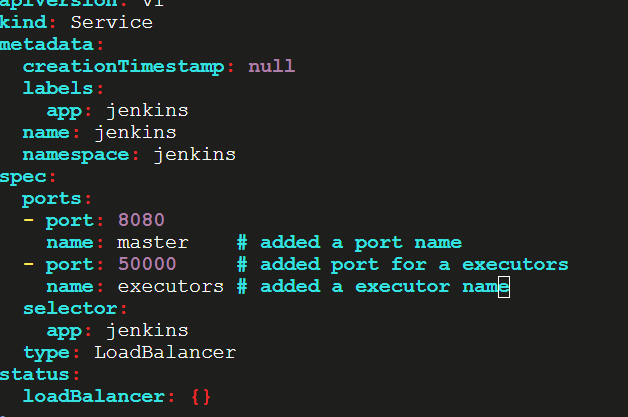 kind: Service
metadata:
  creationTimestamp: null
  labels:
    app: jenkins
  name: jenkins
  namespace: jenkins
spec:
  ports:
  - port: 8080
    name: master    # added a port name
  - port: 50000     # added port for a executors
    name: executors # added a executor name
  selector:
    app: jenkins
  type: LoadBalancer
status:
  loadBalancer: {}